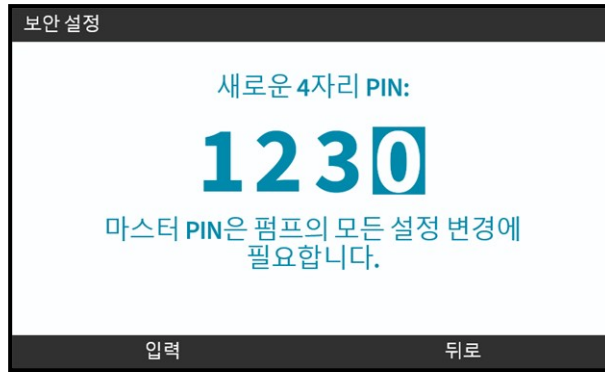 보안 설정
새로운 4자리 PIN:
1230
마스터 PIN은 펌프의 모든 설정 변경에
필요합니다.
입력 뒤로